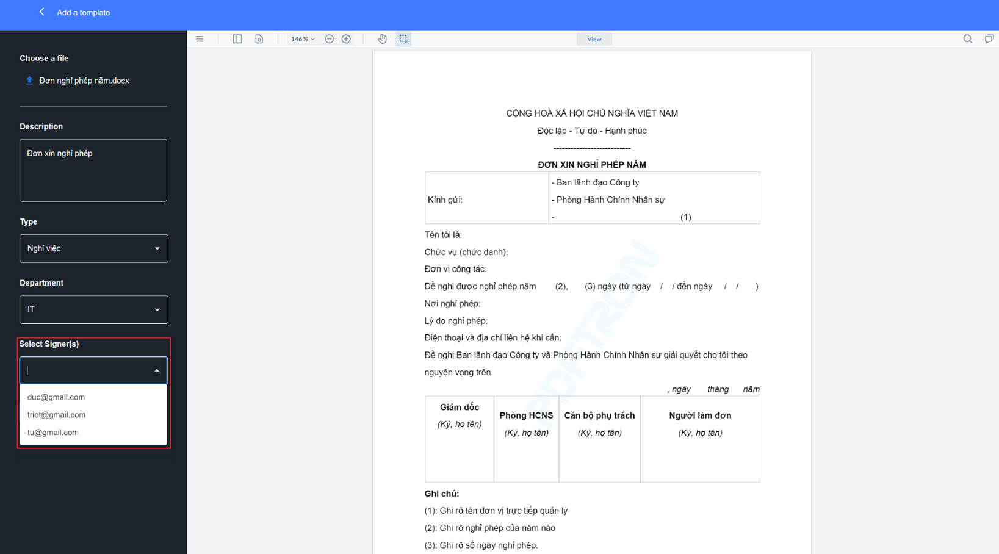 Add a template
Choose a file
Đơn nghỉ phép năm.docx
Description
Đơn xin nghỉ phép
Type
Nghỉ việc
Department
IT
Select Signer(s)
duc@gmail.com
triet@gmail.com
tu@gmail.com
146%
View
CỘNG HOÀ XÃ HỘI CHỦ NGHĨA VIỆT NAM
Độc lập - Tự do - Hạnh phúc
---------------------------
ĐƠN XIN NGHỈ PHÉP NĂM
Kính gửi:
- Ban lãnh đạo Công ty
- Phòng Hành Chính Nhân sự
- (1)
Tên tôi là:
Chức vụ (chức danh):
Đơn vị công tác:
Đề nghị được nghỉ phép năm (2), (3) ngày (từ ngày / / đến ngày / / )
Nơi nghỉ phép:
Lý do nghỉ phép:
Điện thoại và địa chỉ liên hệ khi cần:
Đề nghị Ban lãnh đạo Công ty và Phòng Hành Chính Nhân sự giải quyết cho tôi theo
nguyện vọng trên.
, ngày tháng năm
Giám đốc
(Ký, họ tên)
Phòng HCNS
(Ký, họ tên)
Cán bộ phụ trách
(Ký, họ tên)
Người làm đơn
(Ký, họ tên)
Ghi chú:
(1): Ghi rõ tên đơn vị trực tiếp quản lý
(2): Ghi rõ nghỉ phép của năm nào
(3): Ghi rõ số ngày nghỉ phép.
PDFTRON